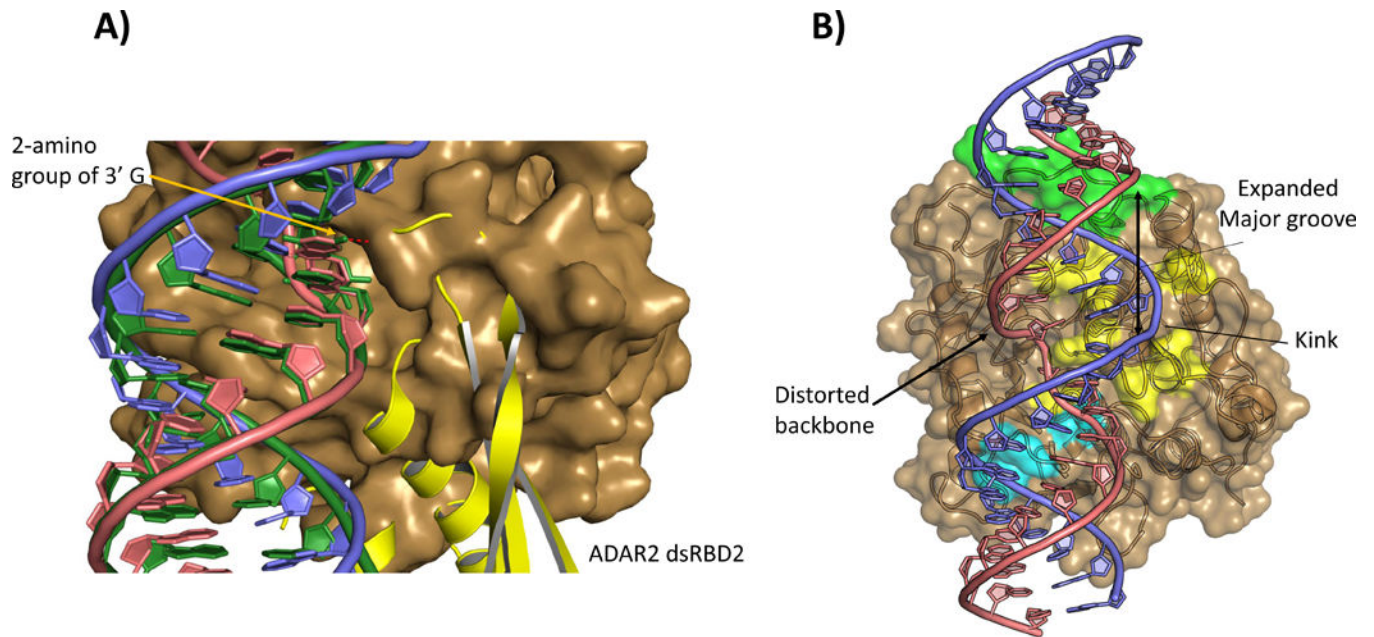 A)
2-amino
group of 3' G
ADAR2 dsRBD2
B)
Expanded
Major groove
Kink
Distorted
backbone